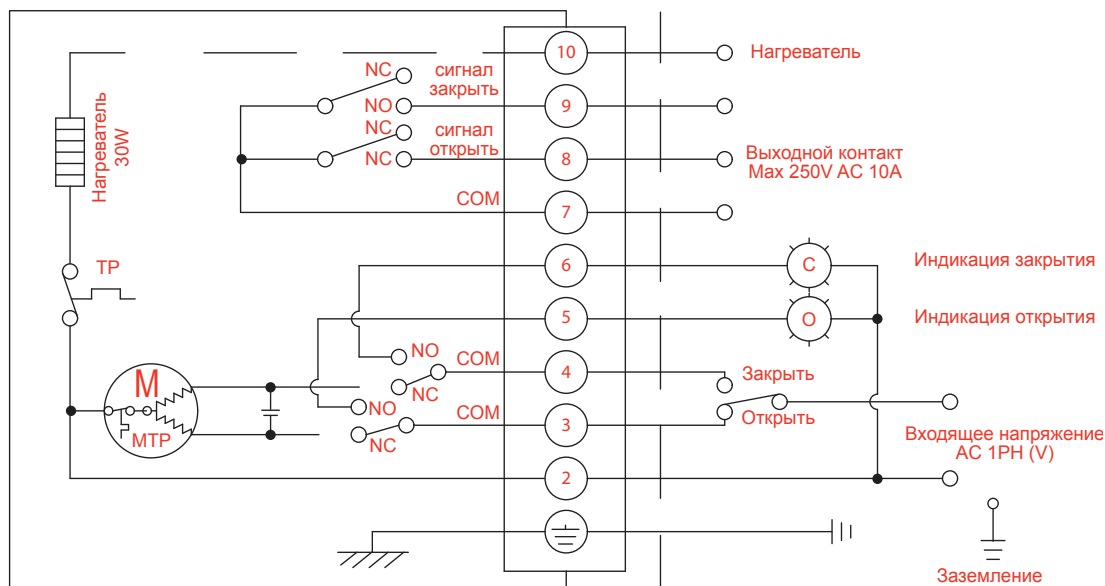 10
Нагреватель
NC
сигнал
закрыть
NO
9
NC
сигнал
открыть
NC
8
Выходной контакт
Max 250V AC 10A
Нагреватель
30W
COM
7
TP
6
C
Индикация закрытия
5
O
Индикация открытия
NO
COM
4
Закрыть
NC
M
MTP
NO
COM
3
Открыть
NC
Входящее напряжение
AC 1PH (V)
2
Заземление